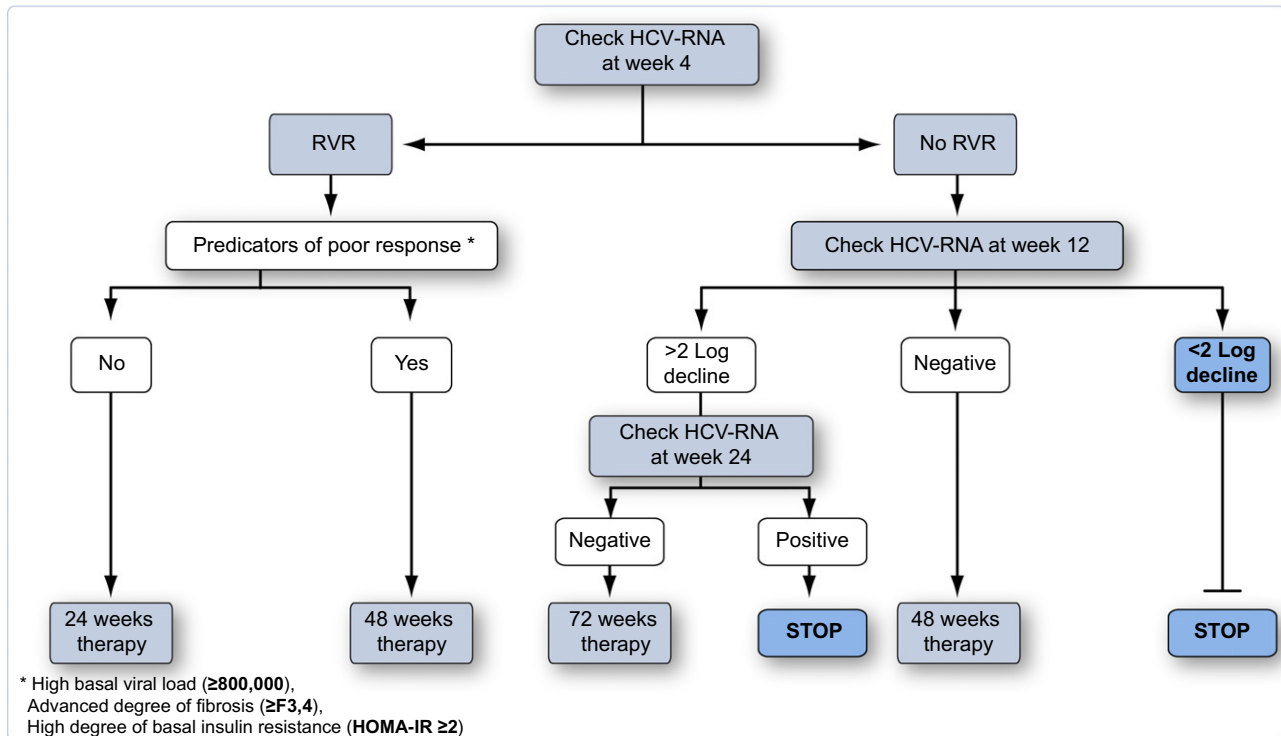 Check HCV-RNA
at week 4
RVR
No RVR
Predicators of poor response *
Check HCV-RNA at week 12
No
Yes
>2 Log
decline
Negative
<2 Log
decline
Check HCV-RNA
at week 24
Negative
Positive
24 weeks
therapy
48 weeks
therapy
72 weeks
therapy
STOP
48 weeks
therapy
STOP
* High basal viral load (≥800,000),
Advanced degree of fibrosis (≥F3,4),
High degree of basal insulin resistance (HOMA-IR ≥2)